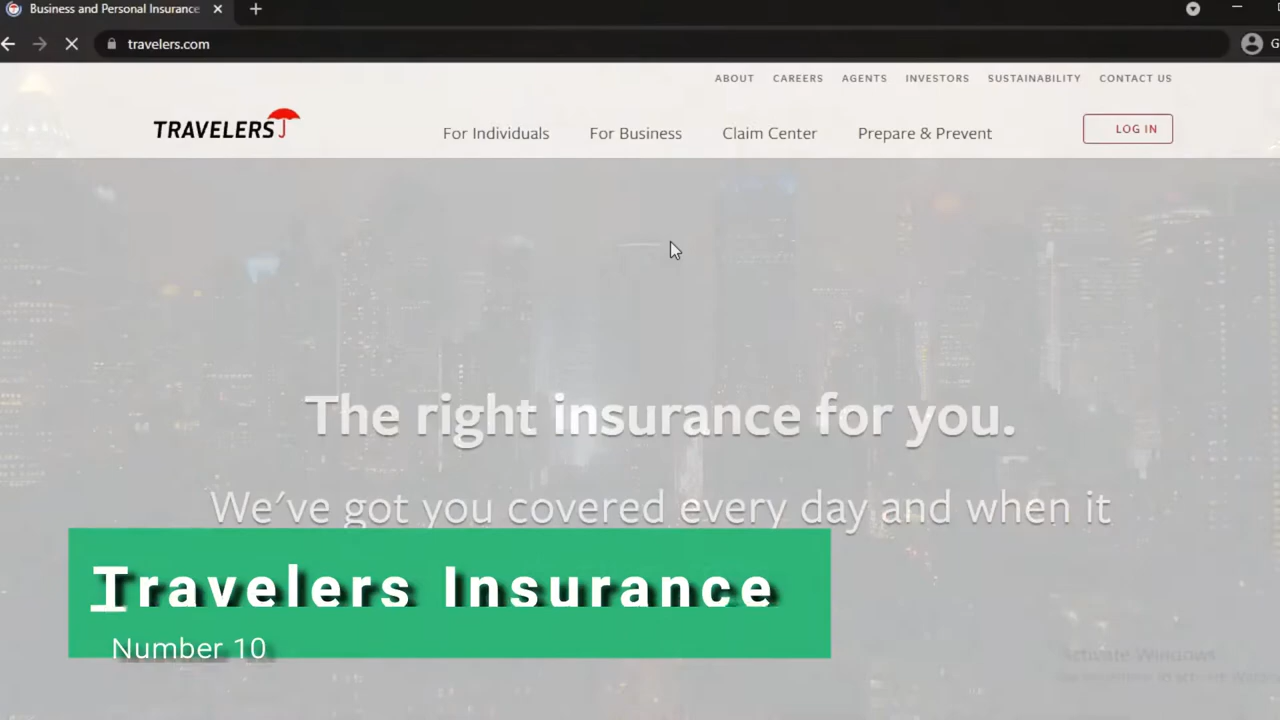 Business and Personal Insurance
travelers.com
G
ABOUT CAREERS AGENTS INVESTORS SUSTAINABILITY CONTACT US
TRAVELERS
For Individuals For Business Claim Center Prepare & Prevent
LOG IN
The right insurance for you.
We've got you covered every day and when it
Travelers Insurance
Number 10
Activate Windows